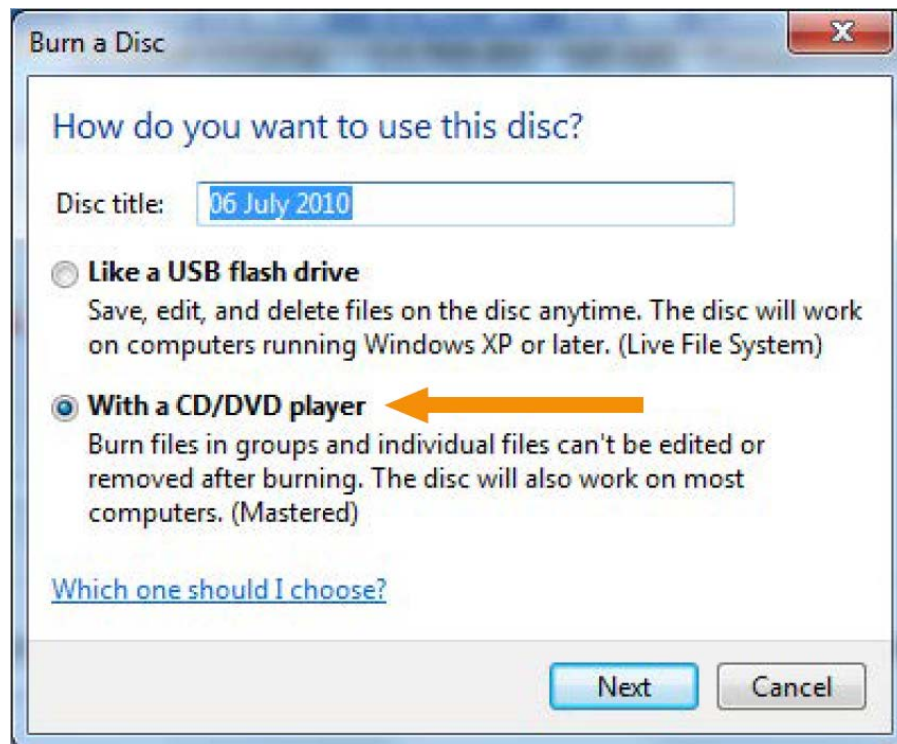 Burn a Disc
How do you want to use this disc?
Disc title: 06 July 2010
Like a USB flash drive
Save, edit, and delete files on the disc anytime. The disc will work
on computers running Windows XP or later. (Live File System)
With a CD/DVD player
Burn files in groups and individual files can't be edited or
removed after burning. The disc will also work on most
computers. (Mastered)
Which one should I choose?
Next Cancel